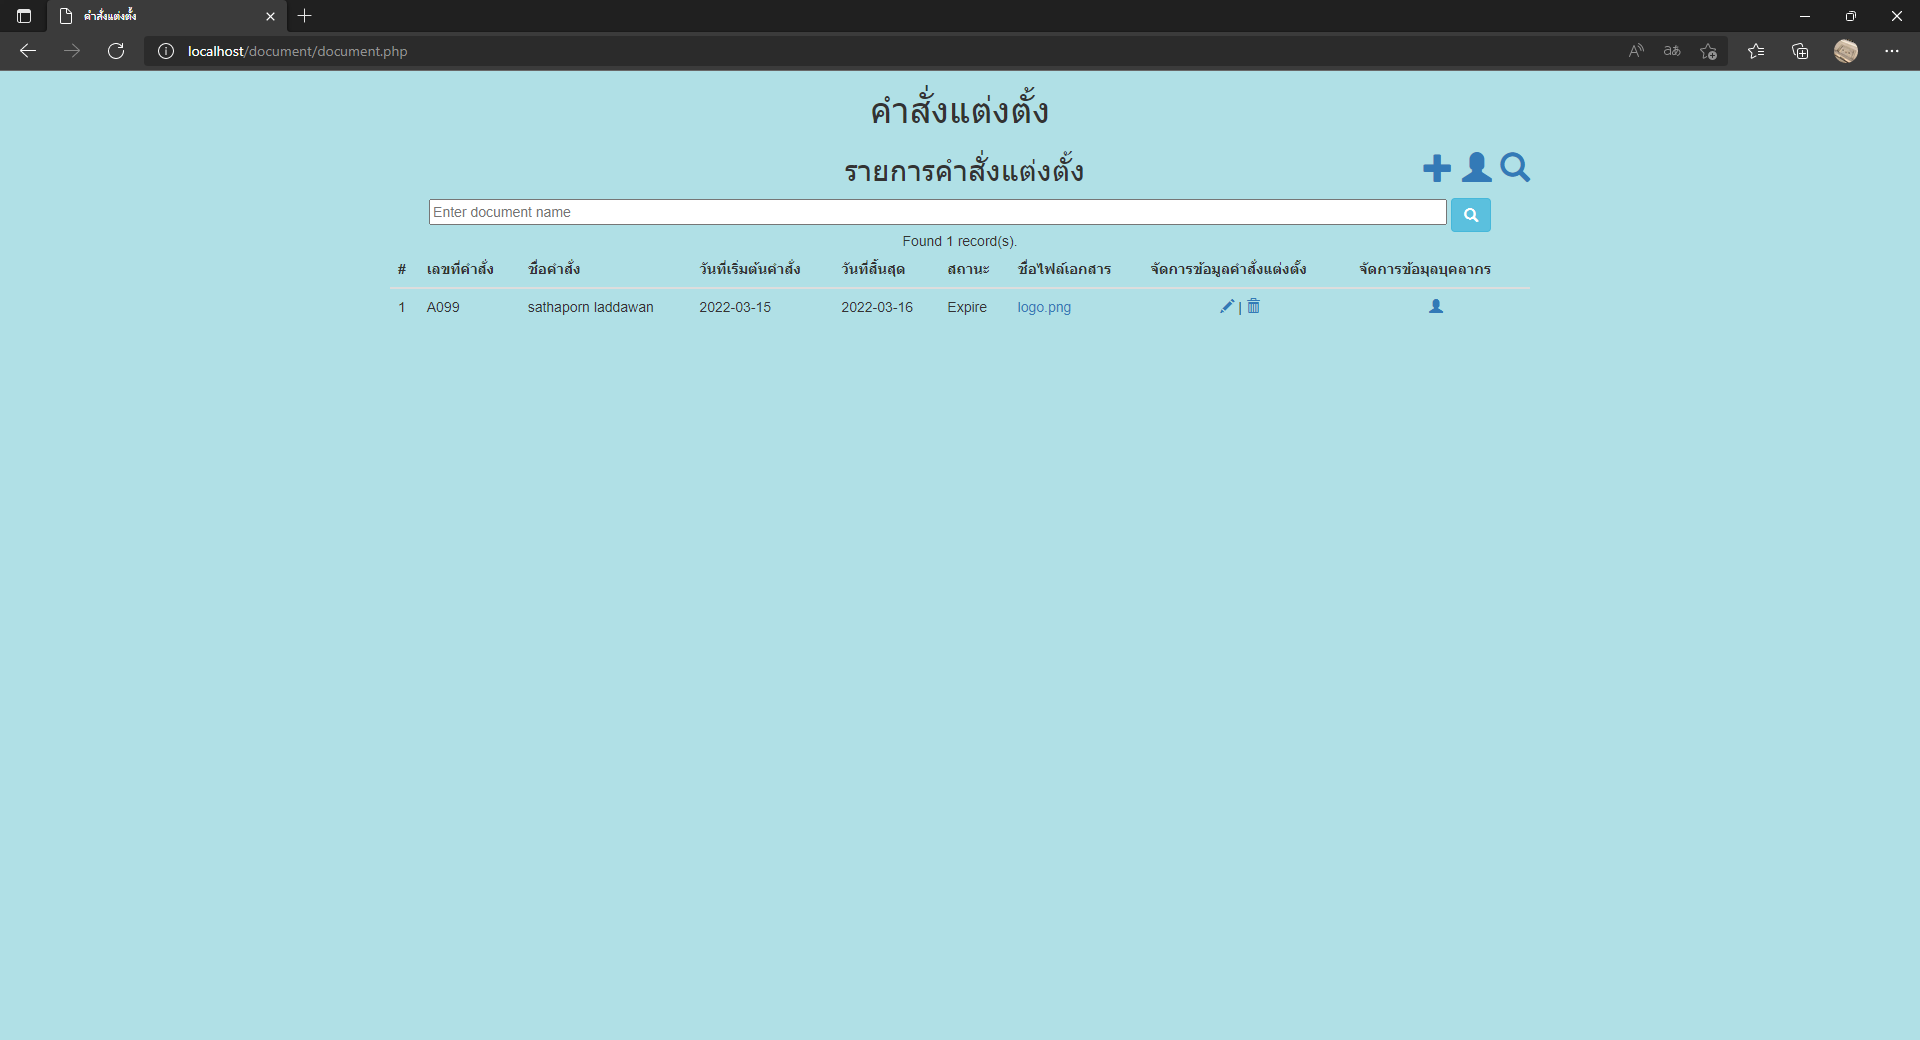 คำสั่งแต่งตั้ง
localhost/document/document.php
คำสั่งแต่งตั้ง
รายการคำสั่งแต่งตั้ง
Enter document name
Found 1 record(s).
# เลขที่คำสั่ง ชื่อคำสั่ง วันที่เริ่มต้นคำสั่ง วันที่สิ้นสุด สถานะ ชื่อไฟล์เอกสาร จัดการข้อมูลคำสั่งแต่งตั้ง จัดการข้อมุลบุคลากร
1 A099 sathaporn laddawan 2022-03-15 2022-03-16 Expire logo.png |